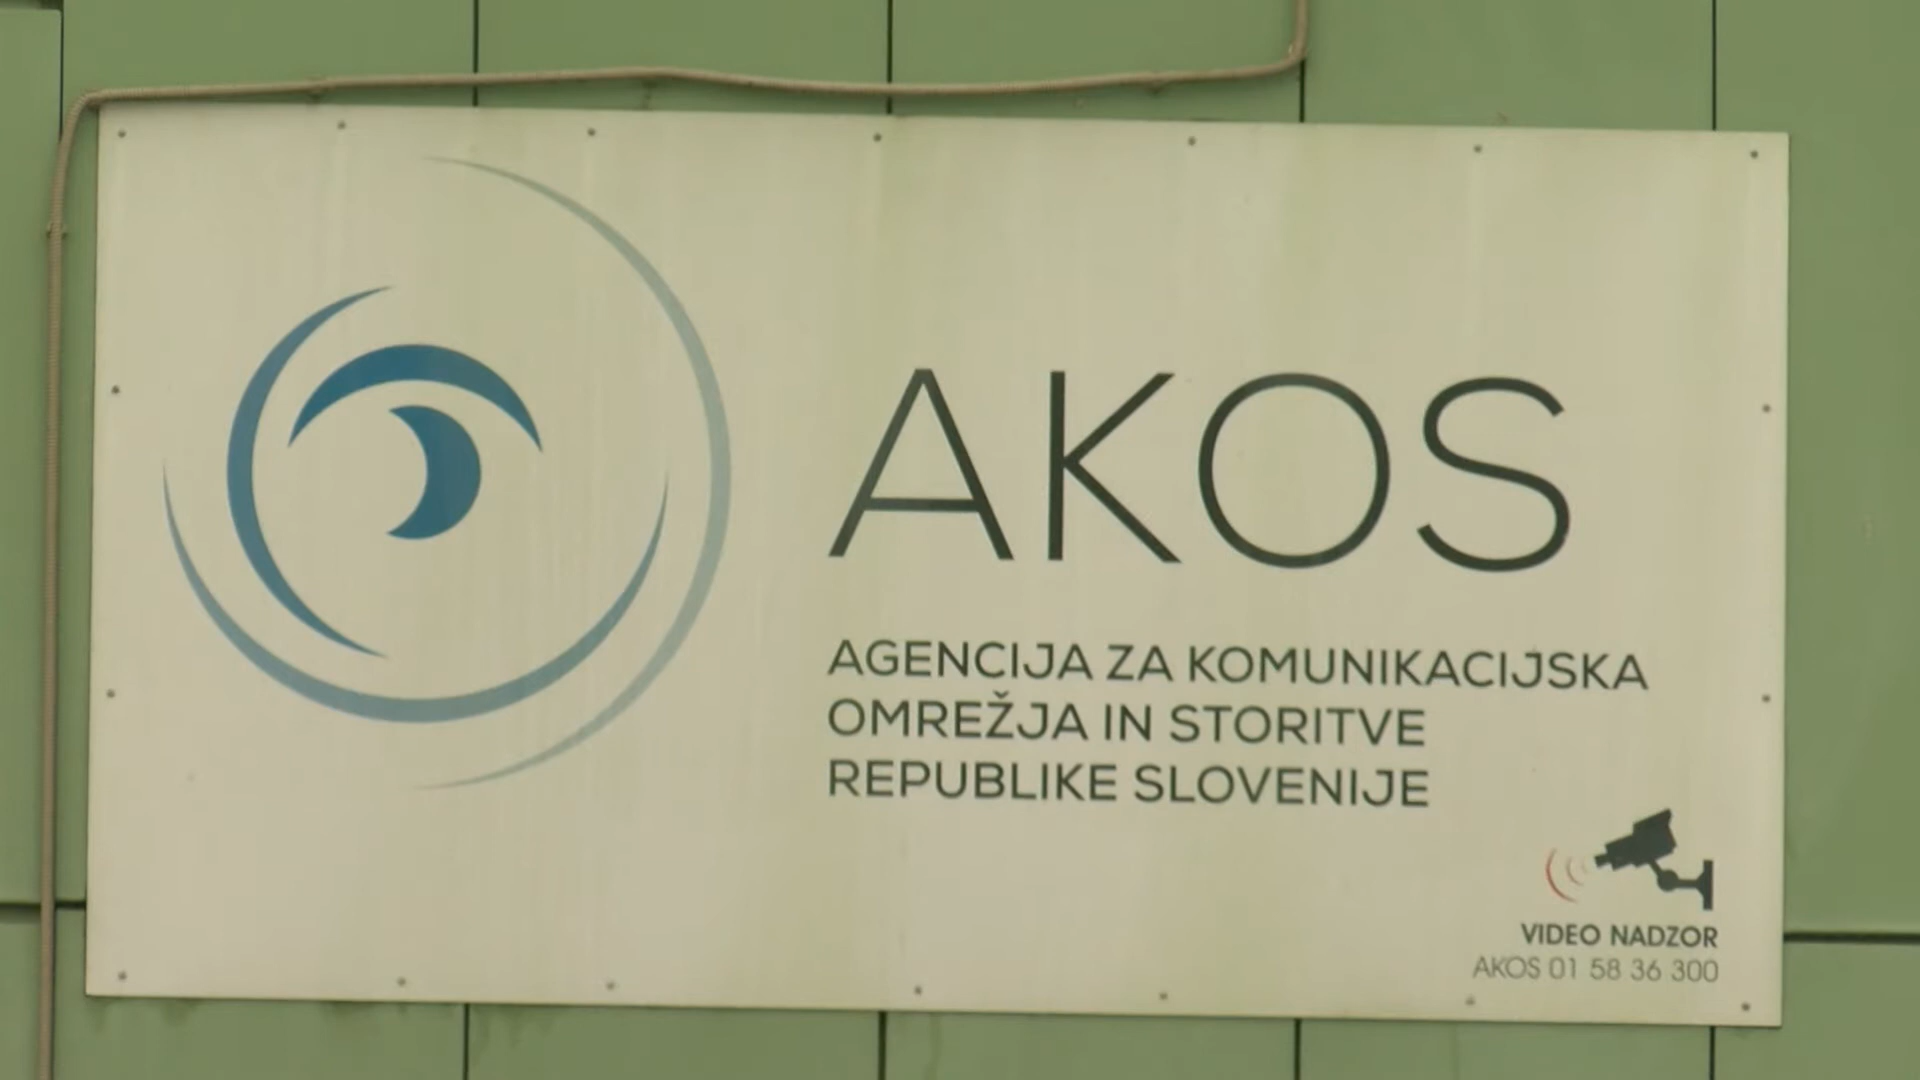 AKOS
AGENCIJA ZA KOMUNIKACIJSKA
OMREŽJA IN STORITVE
REPUBLIKE SLOVENIJE
VIDEO NADZOR
AKOS 01 58 36 300